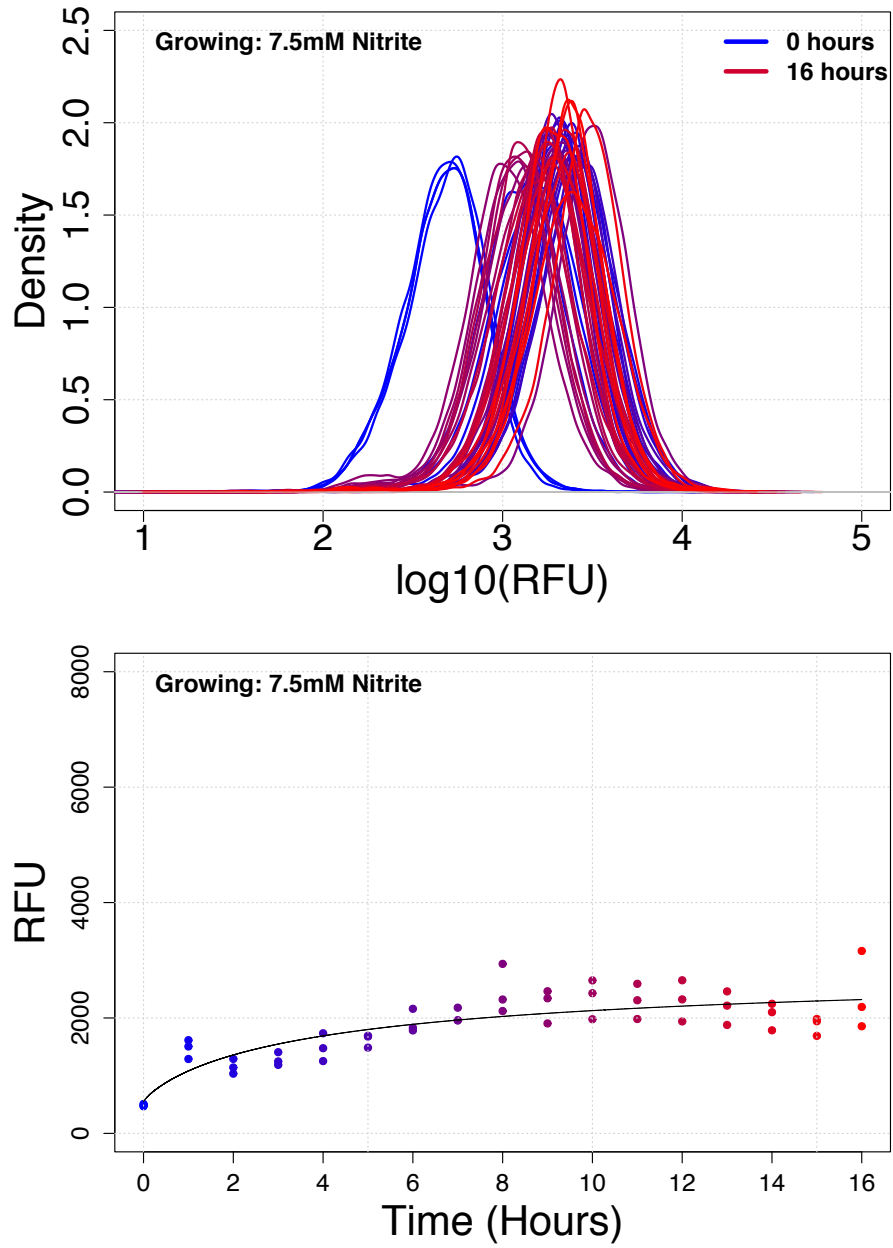 Growing: 7.5mM Nitrite
0 hours
16 hours
Density
2.5
2.0
1.5
1.0
0.5
0.0
1 2 3 4 5
log10(RFU)
Growing: 7.5mM Nitrite
RFU
8000
6000
4000
2000
0
0 2 4 6 8 10 12 14 16
Time (Hours)